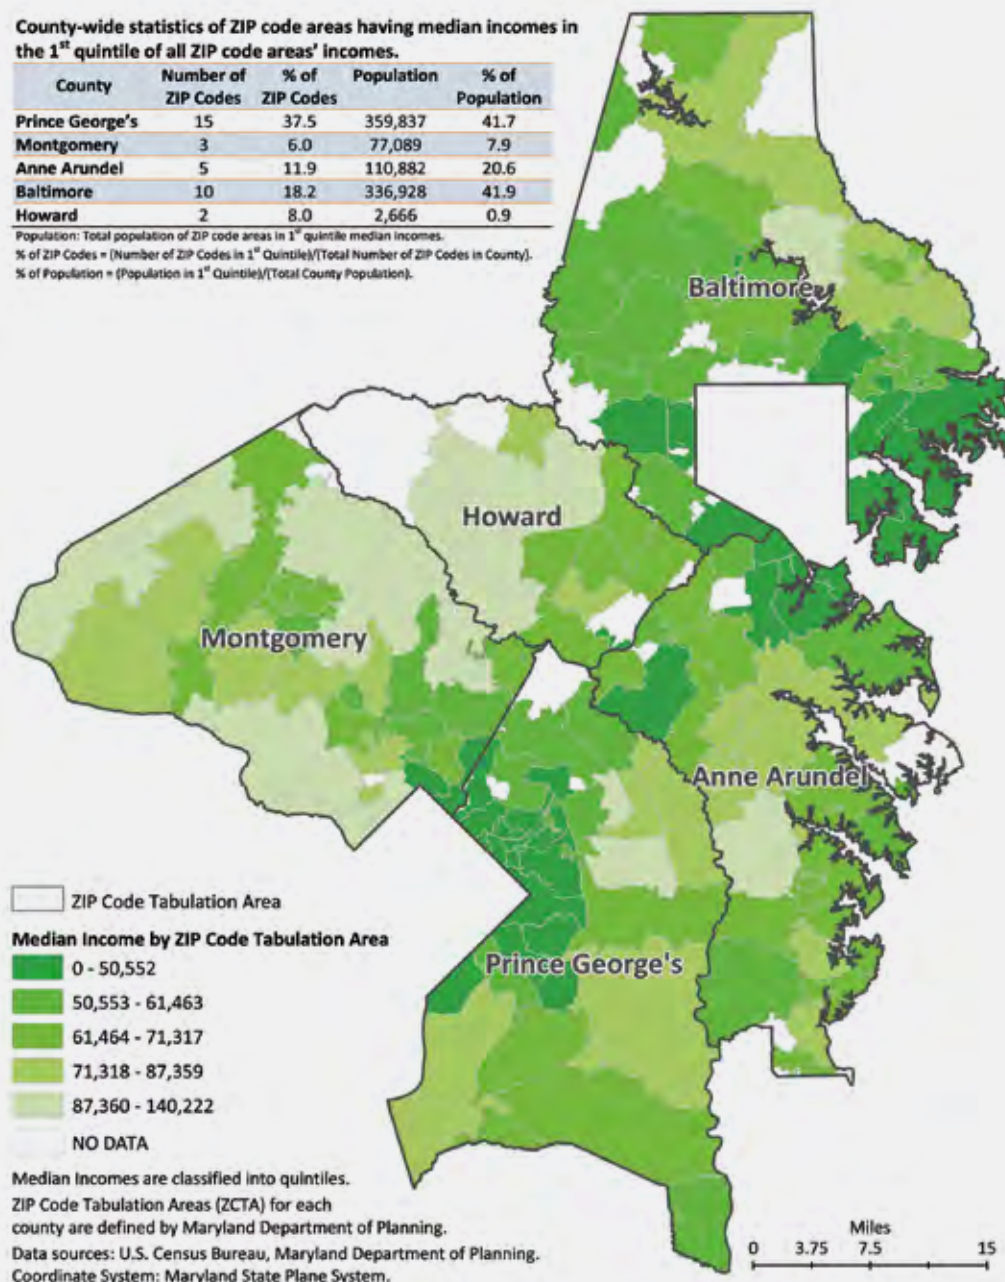 County-wide statistics of ZIP code areas having median incomes in
the 1st quintile of all ZIP code areas' incomes.
County Number of ZIP Codes % of ZIP Codes Population % of Population
Prince George's 15 37.5 359,837 41.7
Montgomery 3 6.0 77,089 7.9
Anne Arundel 5 11.9 110,882 20.6
Baltimore 10 18.2 336,928 41.9
Howard 2 8.0 2,666 0.9
Population: Total population of ZIP code areas in 1st quintile median incomes.
% of ZIP Codes = (Number of ZIP Codes in 1st Quintile)/(Total Number of ZIP Codes in County).
% of Population = (Population in 1st Quintile)/(Total County Population).
Baltimore
Howard
Montgomery
Anne Arundel
Prince George's
ZIP Code Tabulation Area
Median Income by ZIP Code Tabulation Area
0 - 50,552
50,553 - 61,463
61,464 - 71,317
71,318 - 87,359
87,360 - 140,222
NO DATA
Median Incomes are classified into quintiles.
ZIP Code Tabulation Areas (ZCTA) for each
county are defined by Maryland Department of Planning.
Data sources: U.S. Census Bureau, Maryland Department of Planning.
Coordinate System: Maryland State Plane System.
Miles
0 3.75 7.5 15